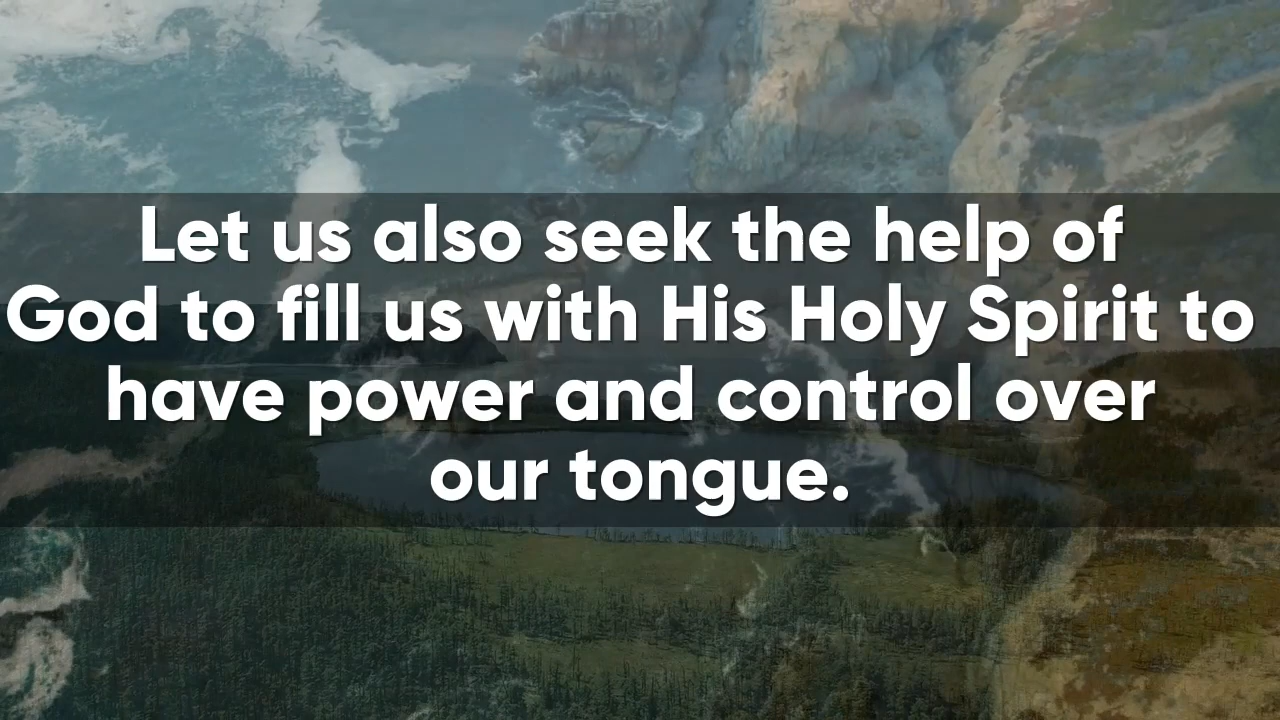 Let us also seek the help of
God to fill us with His Holy Spirit to
have power and control over
our tongue.